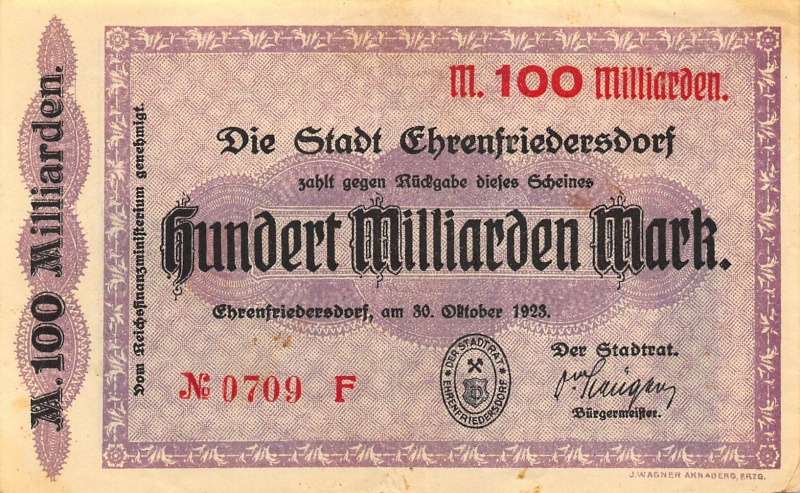 M. 100 Milliarden.
Vom Reichsfinanzministerium genehmigt.
M. 100 Milliarden.
Die Stadt Ehrenfriedersdorf
zahlt gegen Rückgabe dieses Scheines
Hundert Milliarden Mark.
Ehrenfriedersdorf, am 30. Oktober 1923.
№ 0709 F
DER STADTRAT
EHRENFRIEDERSDORF
Der Stadtrat.
Bürgermeister.
J. WAGNER ANNABERG, ERZG.